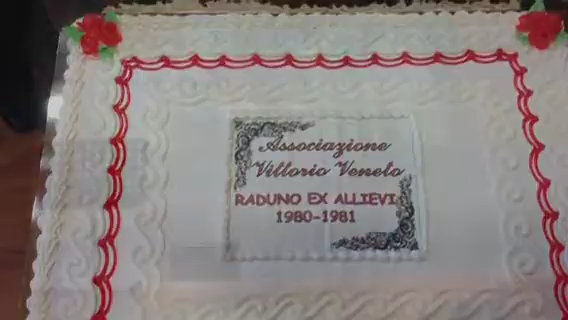 Associazione
Vittorio Veneto
RADUNO EX ALLIEVI
1980-1981